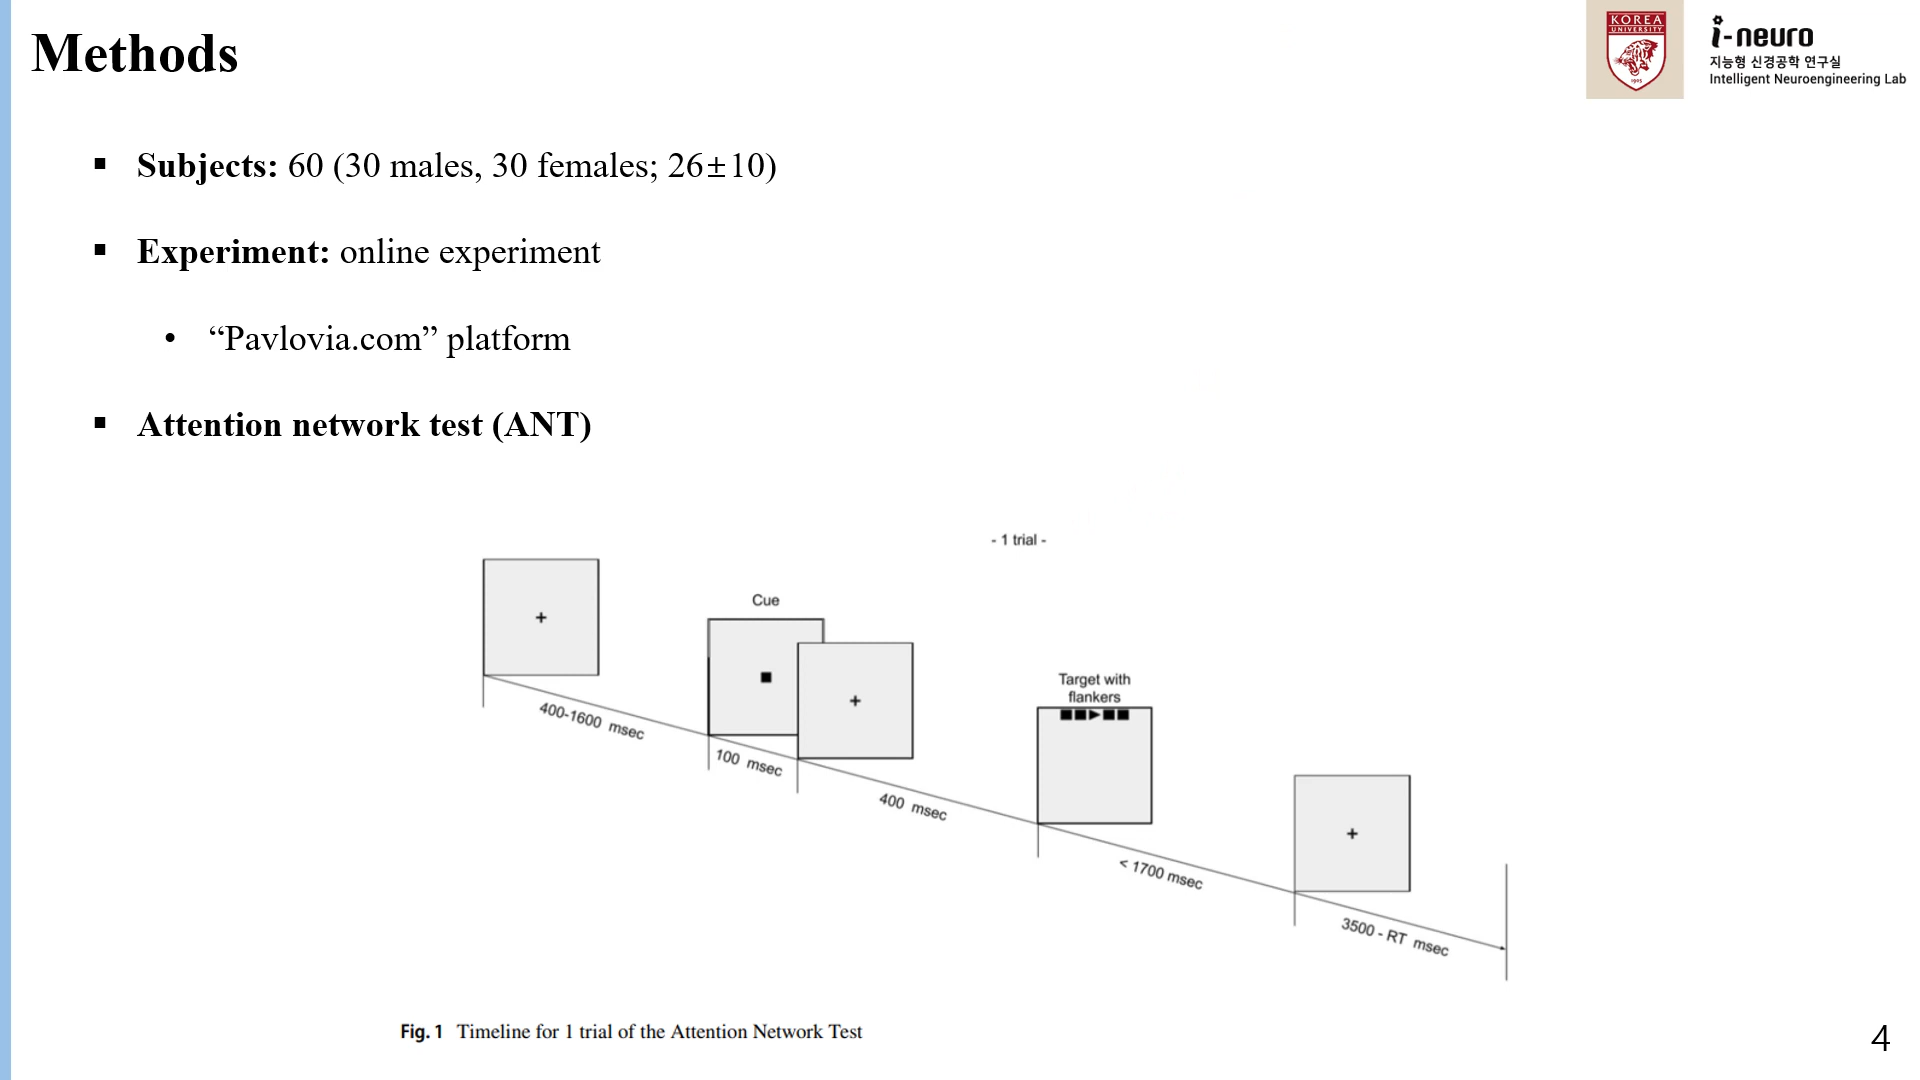 Methods
KOREA
UNIVERSITY
1905
i-neuro
지능형 신경공학 연구실
Intelligent Neuroengineering Lab
▪ Subjects: 60 (30 males, 30 females; 26±10)
▪ Experiment: online experiment
• “Pavlovia.com” platform
▪ Attention network test (ANT)
- 1 trial -
Cue
Target with
flankers
400-1600 msec
100 msec
400 msec
< 1700 msec
3500 - RT msec
Fig. 1 Timeline for 1 trial of the Attention Network Test
4